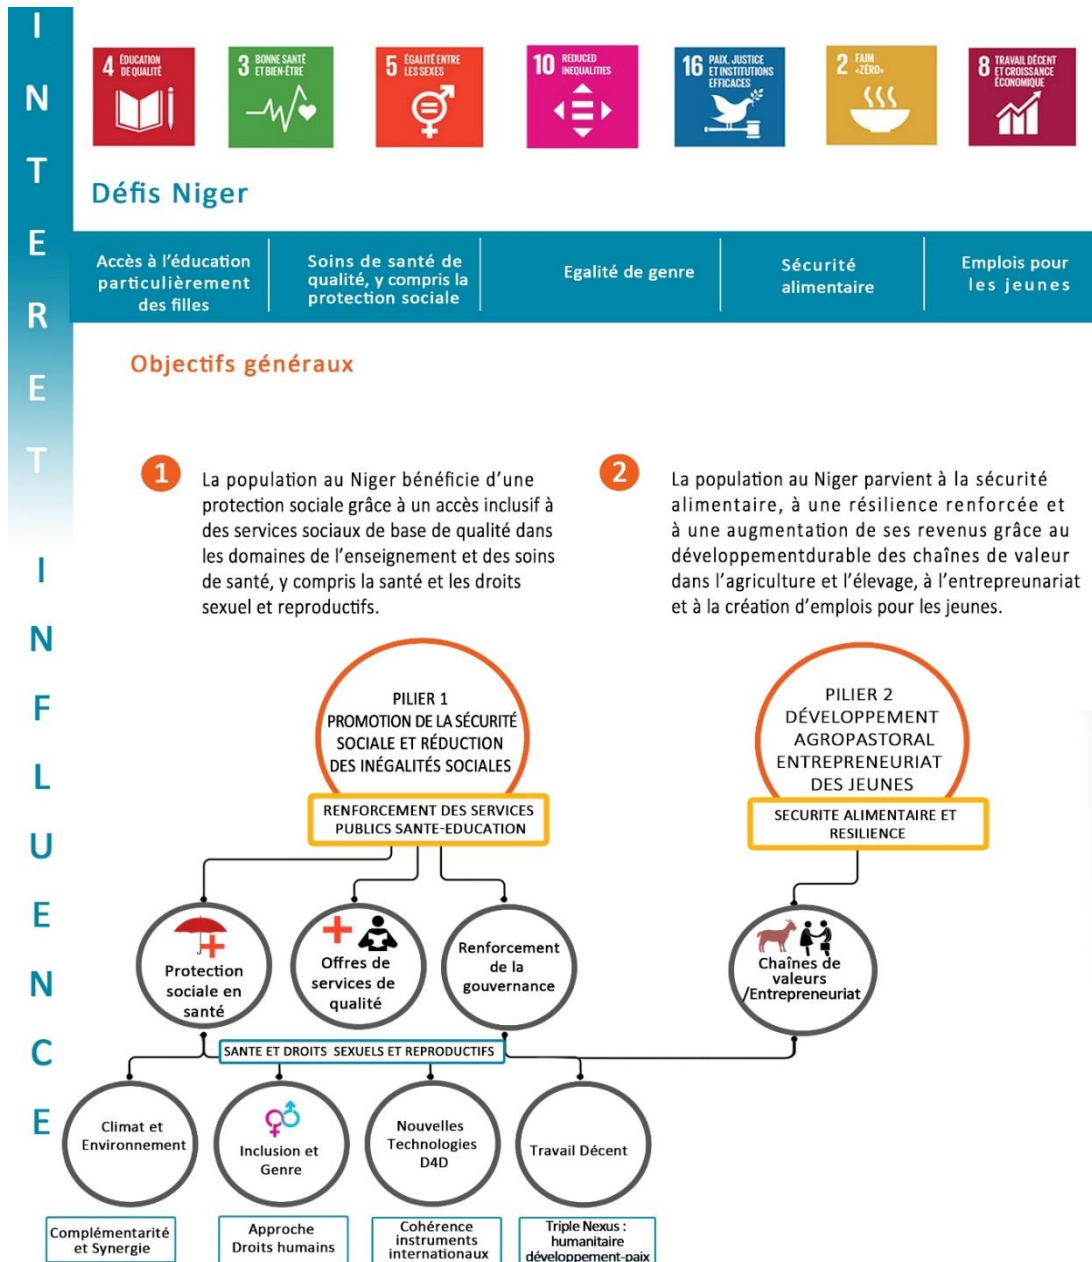 INTERET
INFLUENCE
4 ÉDUCATION
DE QUALITÉ
3 BONNE SANTÉ
ET BIEN-ÊTRE
5 ÉGALITÉ ENTRE
LES SEXES
10 REDUCED
INEQUALITIES
16 PAIX, JUSTICE
ET INSTITUTIONS
EFFICACES
2 FAIM
«ZÉRO»
8 TRAVAIL DÉCENT
ET CROISSANCE
ÉCONOMIQUE
Défis Niger
Accès à l’éducation
particulièrement
des filles
Soins de santé de
qualité, y compris la
protection sociale
Egalité de genre
Sécurité
alimentaire
Emplois pour
les jeunes
Objectifs généraux
1
La population au Niger bénéficie d’une
protection sociale grâce à un accès inclusif à
des services sociaux de base de qualité dans
les domaines de l’enseignement et des soins
de santé, y compris la santé et les droits
sexuel et reproductifs.
2
La population au Niger parvient à la sécurité
alimentaire, à une résilience renforcée et
à une augmentation de ses revenus grâce au
développementdurable des chaînes de valeur
dans l’agriculture et l’élevage, à l’entrepreunariat
et à la création d’emplois pour les jeunes.
PILIER 1
PROMOTION DE LA SÉCURITÉ
SOCIALE ET RÉDUCTION
DES INÉGALITÉS SOCIALES
RENFORCEMENT DES SERVICES
PUBLICS SANTE-EDUCATION
PILIER 2
DÉVELOPPEMENT
AGROPASTORAL
ENTREPRENEURIAT
DES JEUNES
SECURITE ALIMENTAIRE ET
RESILIENCE
Protection
sociale en
santé
Offres de
services de
qualité
Renforcement
de la
gouvernance
Chaînes de
valeurs
/Entrepreneuriat
SANTE ET DROITS SEXUELS ET REPRODUCTIFS
Climat et
Environnement
Inclusion et
Genre
Nouvelles
Technologies
D4D
Travail Décent
Complémentarité
et Synergie
Approche
Droits humains
Cohérence
instruments
internationaux
Triple Nexus :
humanitaire
développement-paix